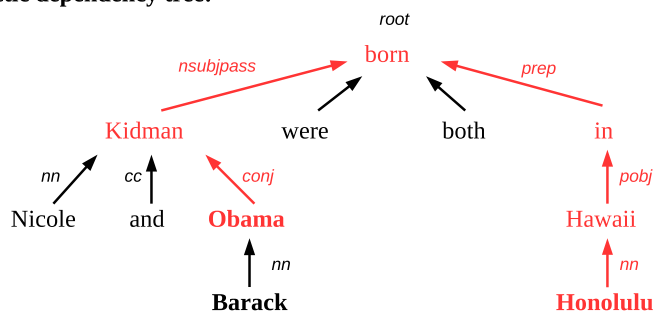 dependency tree.
root
born
nsubjpass
prep
Kidman
were
both
in
nn
cc
conj
pobj
Nicole
and
Obama
Hawaii
nn
nn
Barack
Honolulu